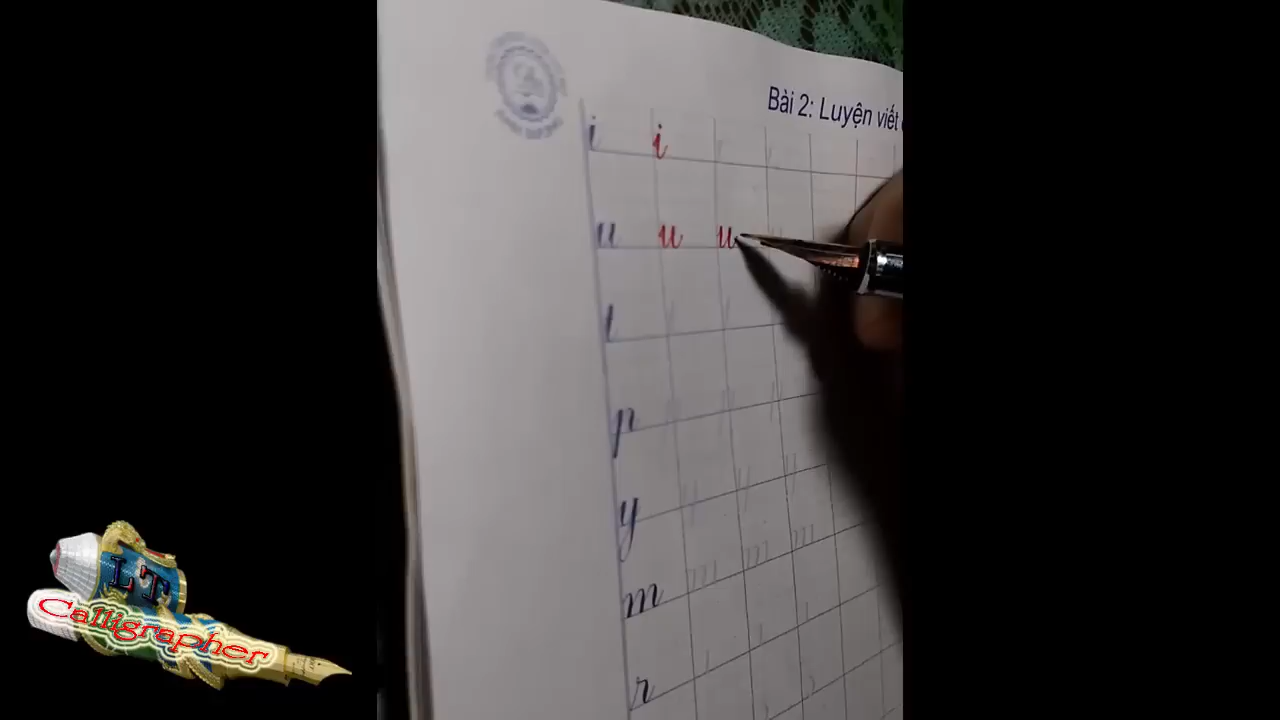 Bài 2: Luyện viết
i i
u u u
t
p
y
m m m m
r
LT
Calligrapher